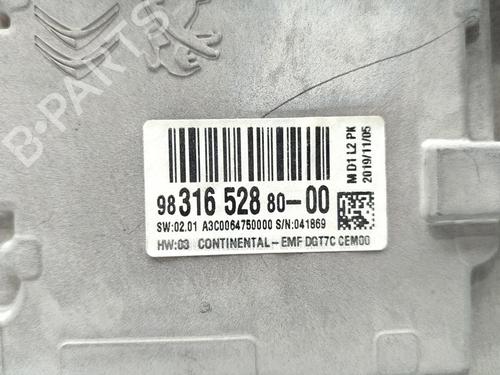 B-PARTS
98 316 528 80-00
SW:02.01 A3C0064750000 S/N:041869
HW:03 CONTINENTAL-EMF DGT7C CEM00
M D1 L2 PK
2019/11/05